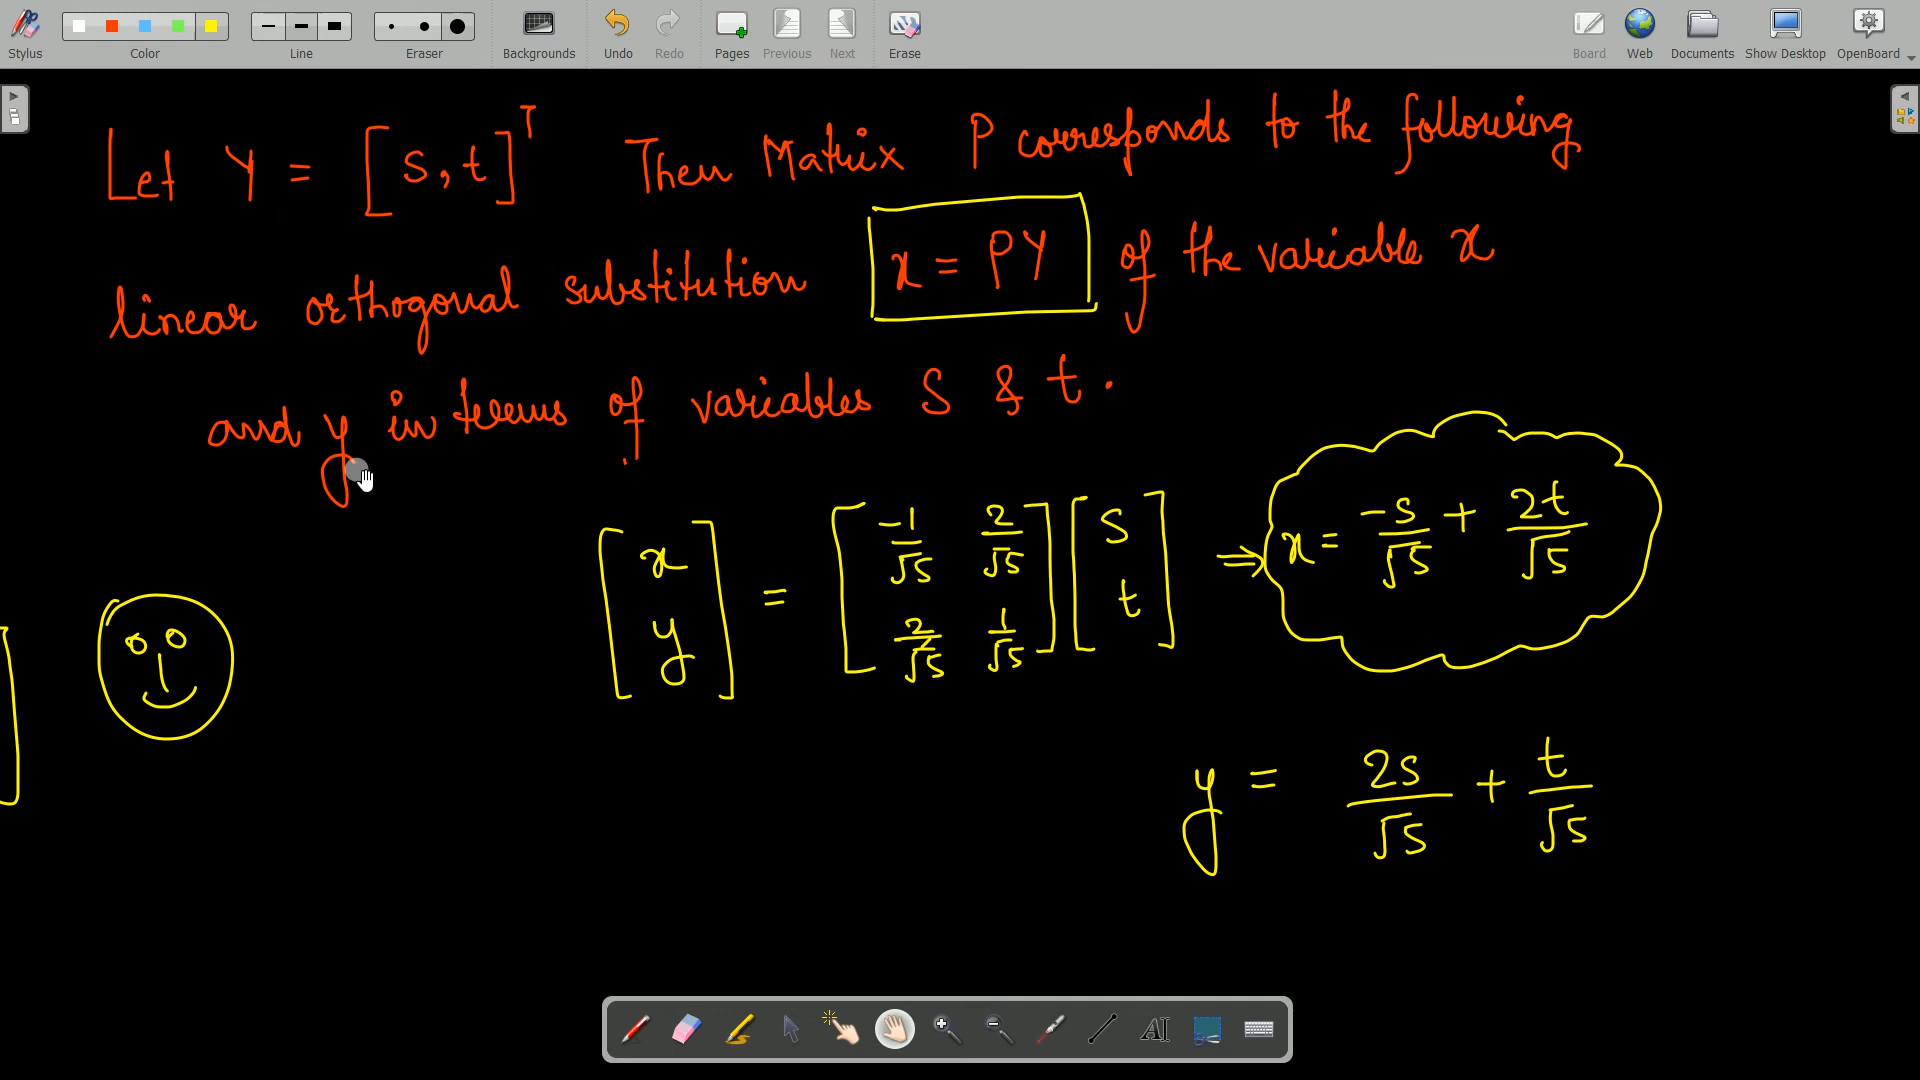 Stylus Color Line Eraser Backgrounds Undo Redo Pages Previous Next Erase Board Web Documents Show Desktop OpenBoard
Let Y = [s, t]^T Then Matrix P corresponds to the following
linear orthogonal substitution x = PY of the variable x
and y in terms of variables S & t.
[x y] = [-1/√5 2/√5 2/√5 1/√5] [s t] ⇒ x = -s/√5 + 2t/√5
y = 2s/√5 + t/√5